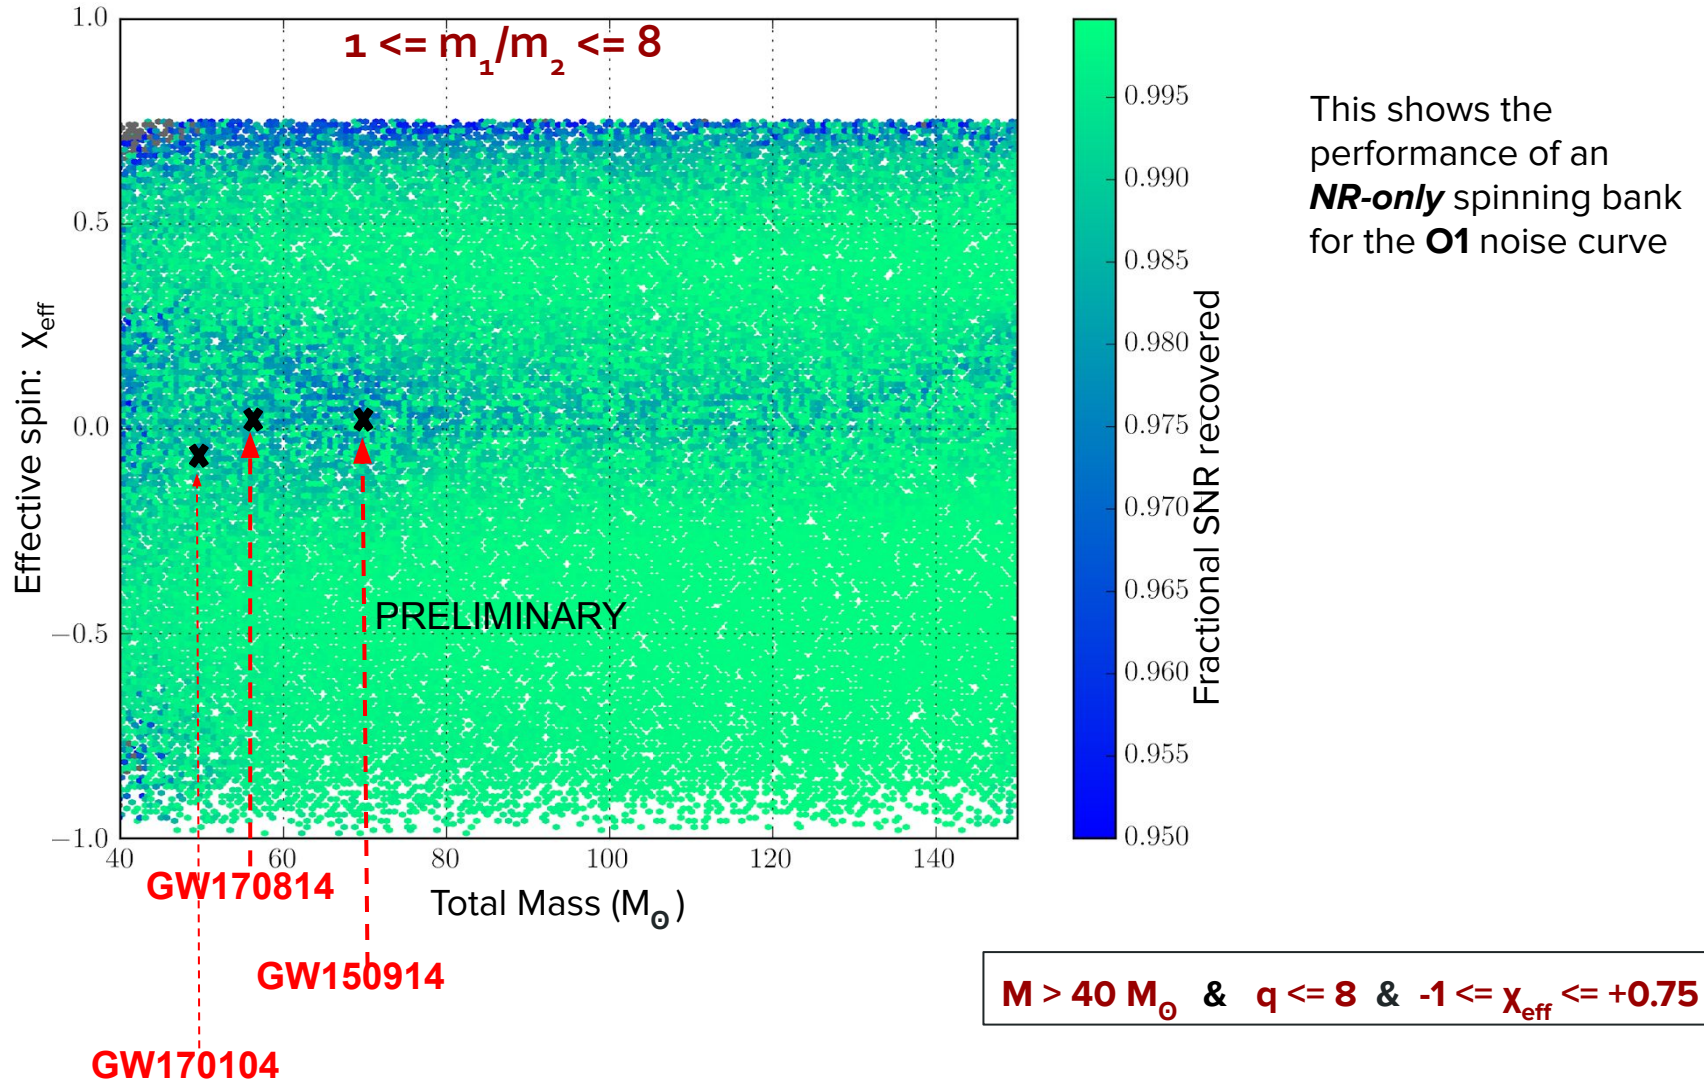 1 <= m1/m2 <= 8
1.0
0.5
0.0
−0.5
−1.0
Effective spin: χeff
40
60
80
100
120
140
Total Mass (M⊙)
PRELIMINARY
GW170814
GW150914
GW170104
0.995
0.990
0.985
0.980
0.975
0.970
0.965
0.960
0.955
0.950
Fractional SNR recovered
This shows the
performance of an
NR-only spinning bank
for the O1 noise curve
M > 40 M⊙ & q <= 8 & -1 <= χeff <= +0.75